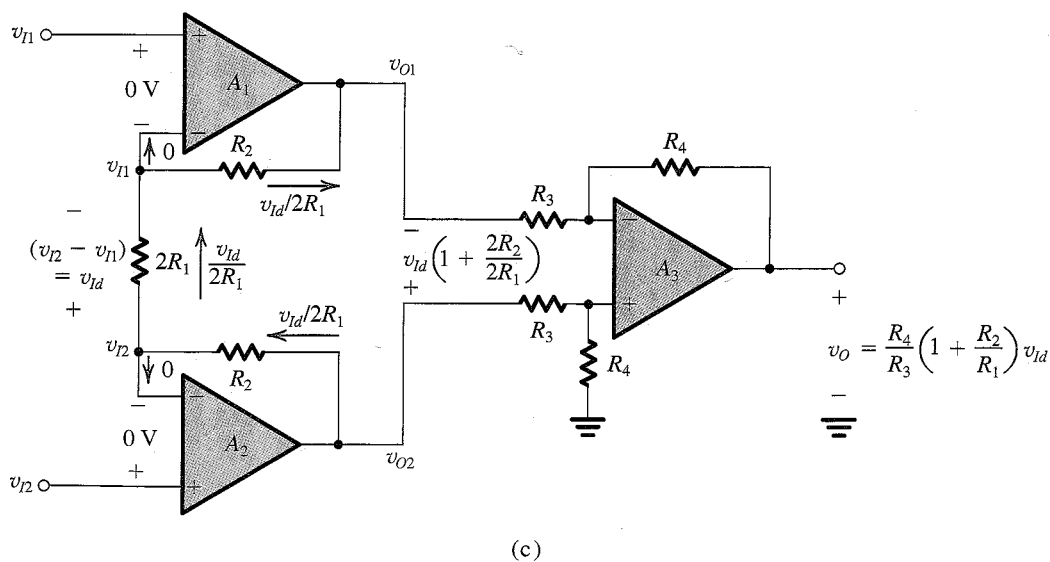 v_{I1}
+
+
0 V
A_1
v_{O1}
−
−
0
v_{I1}
R_2
v_{Id}/2R_1
R_4
−
(v_{I2} − v_{I1})
= v_{Id}
+
2R_1
v_{Id}/2R_1
R_3
−
−
v_{Id}(1 + 2R_2/2R_1)
+
A_3
+
v_{Id}/2R_1
R_3
+
v_{I2}
0
R_2
R_4
v_O = R_4/R_3 (1 + R_2/R_1) v_{Id}
−
−
−
0 V
A_2
v_{O2}
+
+
v_{I2}
(c)